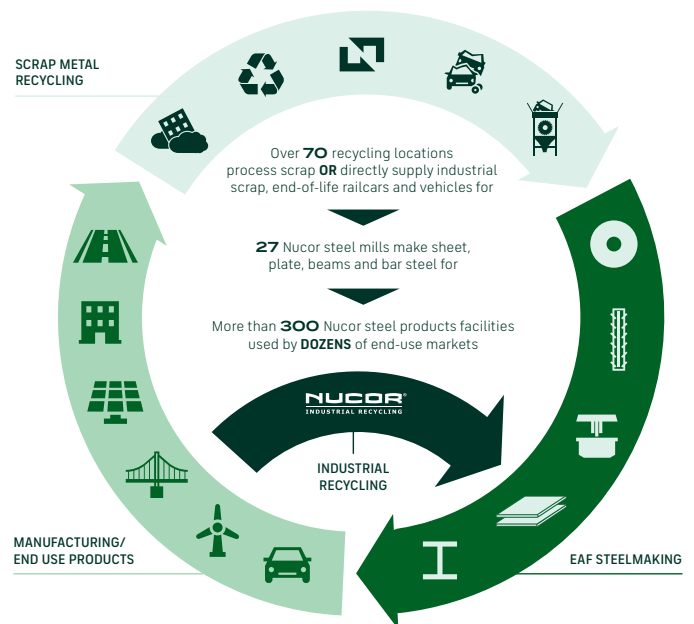 SCRAP METAL
RECYCLING
Over 70 recycling locations
process scrap OR directly supply industrial
scrap, end-of-life railcars and vehicles for
27 Nucor steel mills make sheet,
plate, beams and bar steel for
More than 300 Nucor steel products facilities
used by DOZENS of end-use markets
NUCOR®
INDUSTRIAL RECYCLING
INDUSTRIAL
RECYCLING
MANUFACTURING/
END USE PRODUCTS
EAF STEELMAKING